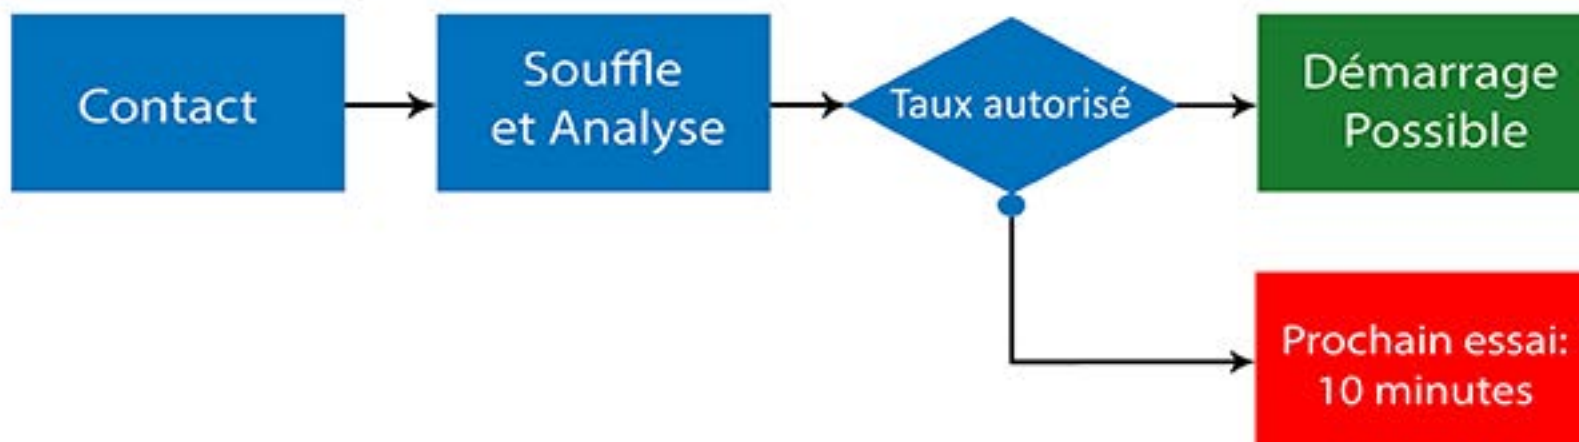 Contact
Souffle
et Analyse
Taux autorisé
Démarrage
Possible
Prochain essai:
10 minutes